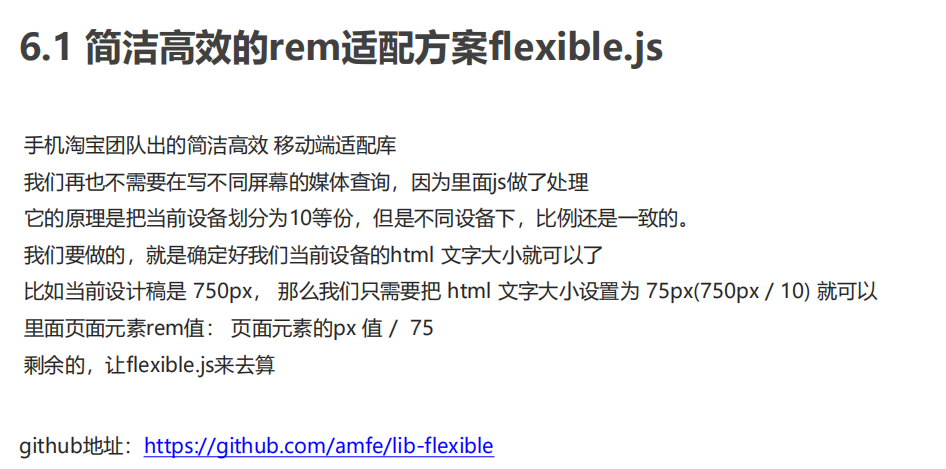 6.1 简洁高效的rem适配方案flexible.js
手机淘宝团队出的简洁高效 移动端适配库
我们再也不需要在写不同屏幕的媒体查询，因为里面js做了处理
它的原理是把当前设备划分为10等份，但是不同设备下，比例还是一致的。
我们要做的，就是确定好我们当前设备的html 文字大小就可以了
比如当前设计稿是 750px， 那么我们只需要把 html 文字大小设置为 75px(750px / 10) 就可以
里面页面元素rem值： 页面元素的px 值 / 75
剩余的，让flexible.js来去算
github地址：https://github.com/amfe/lib-flexible